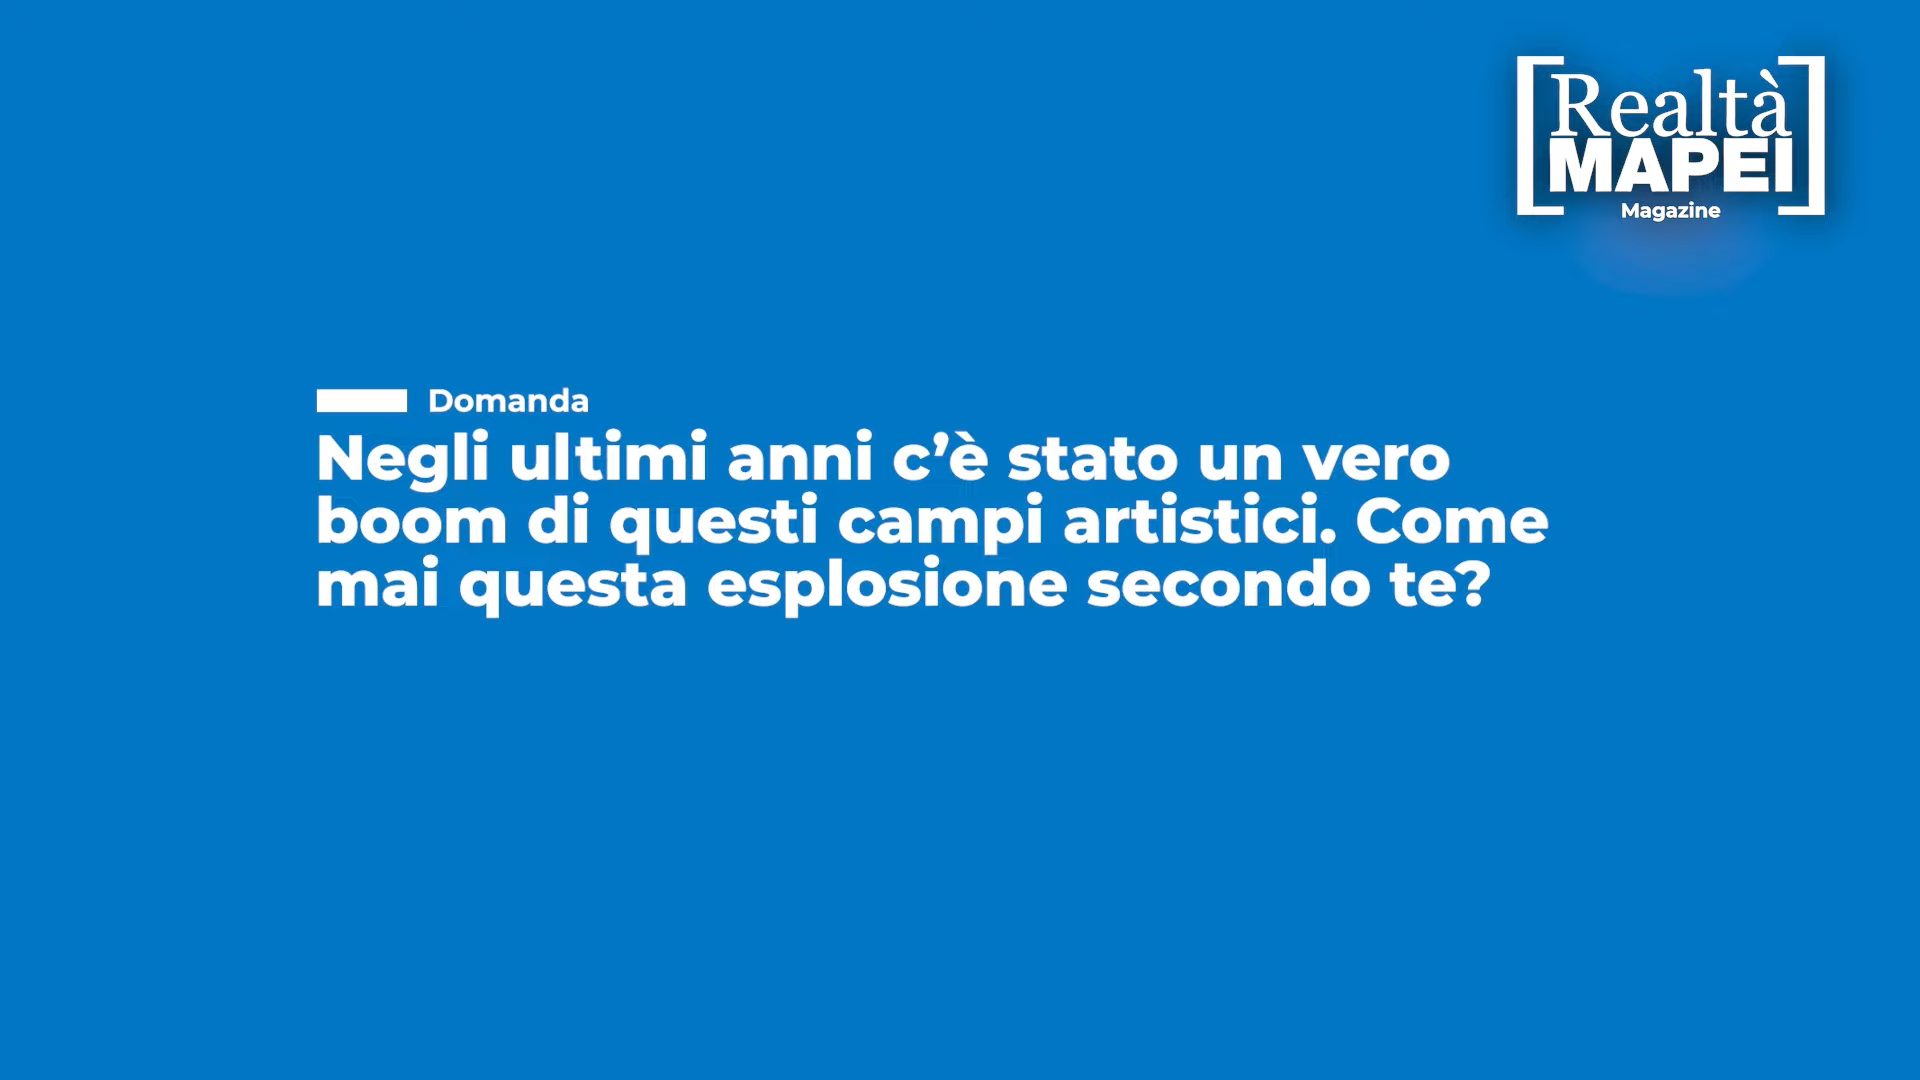 Realtà
MAPEI
Magazine
Domanda
Negli ultimi anni c’è stato un vero
boom di questi campi artistici. Come
mai questa esplosione secondo te?